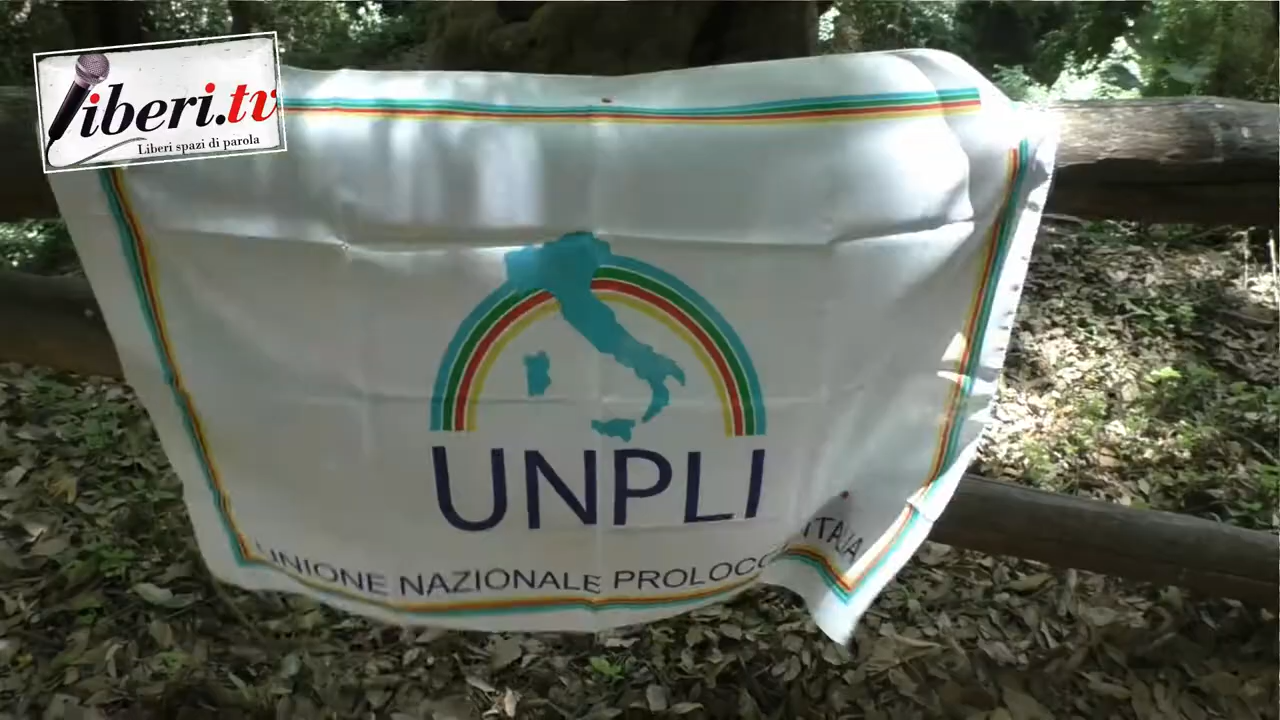 liberi.tv
Liberi spazi di parola
UNPLI
UNIONE NAZIONALE PROLOCO ITALIA